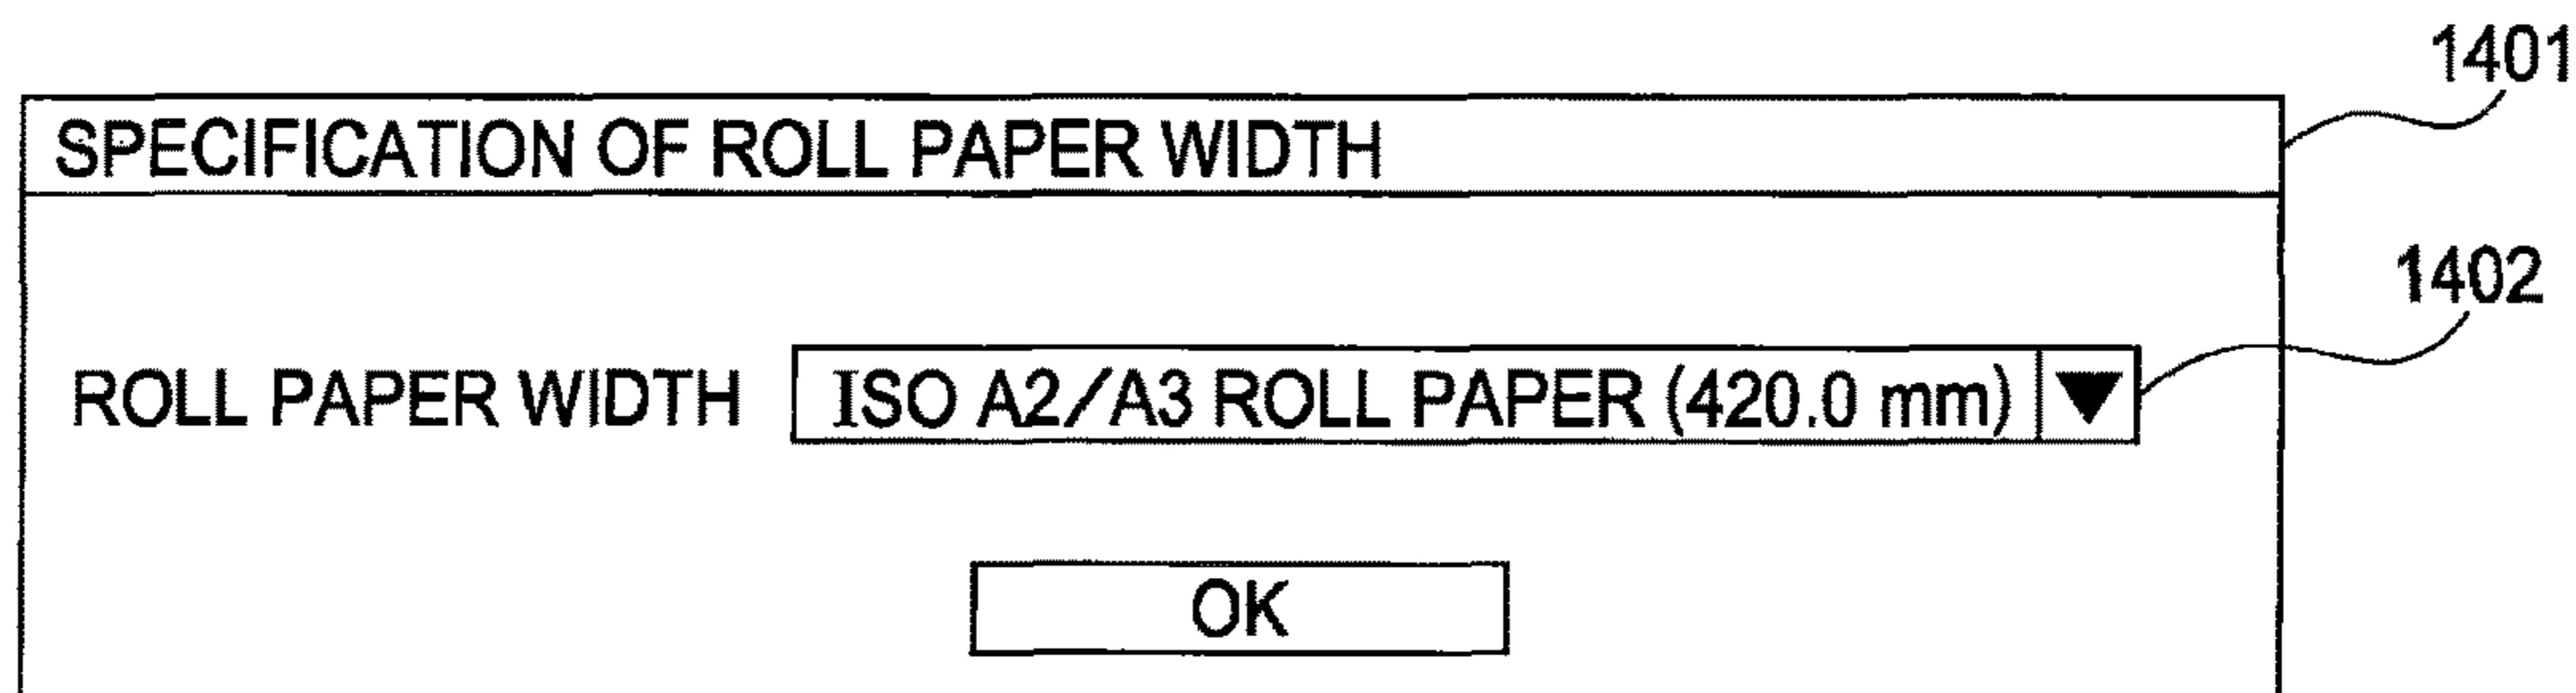 1401
SPECIFICATION OF ROLL PAPER WIDTH
1402
ROLL PAPER WIDTH ISO A2/A3 ROLL PAPER (420.0 mm)
OK